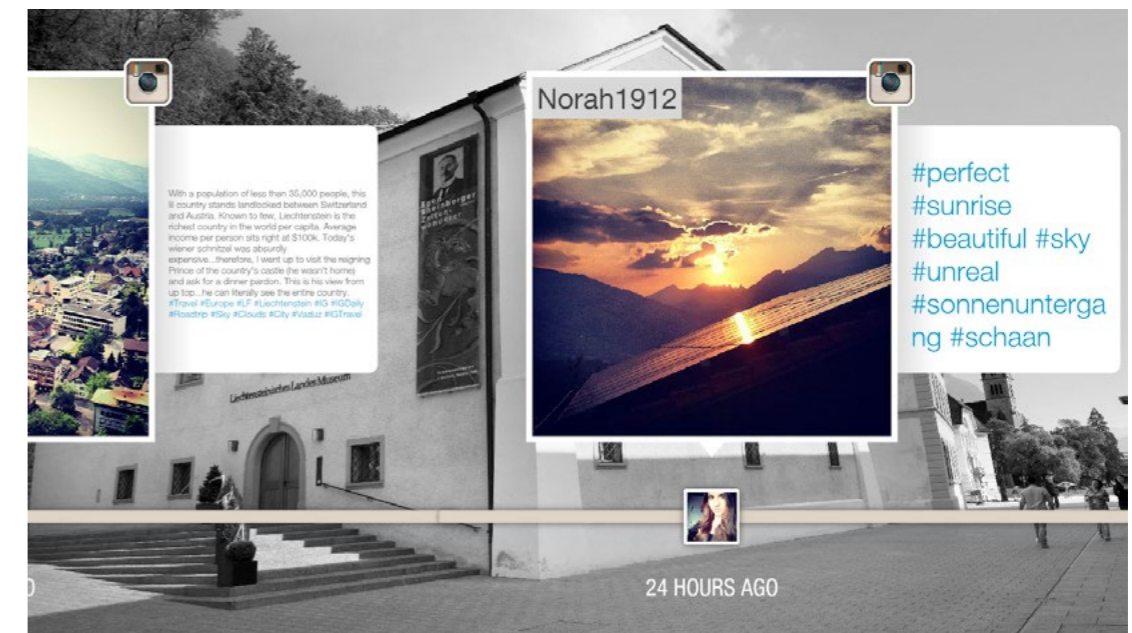 With a population of less than 35,000 people, this
lil country stands landlocked between Switzerland
and Austria. Known to few, Liechtenstein is the
richest country in the world per capita. Average
income per person sits right at $100k. Today's
wiener schnitzel was absurdly
expensive...therefore, I went up to visit the reigning
Prince of the country's castle (he wasn't home)
and ask for a dinner pardon. This is his view from
up top...he can literally see the entire country.
#Travel #Europe #LF #Liechtenstein #IG #IGDaily
#Roadtrip #Sky #Clouds #City #Vaduz #IGTravel
Liechtensteinisches Landes Museum
Norah1912
#perfect
#sunrise
#beautiful #sky
#unreal
#sonnenunterga
ng #schaan
24 HOURS AGO